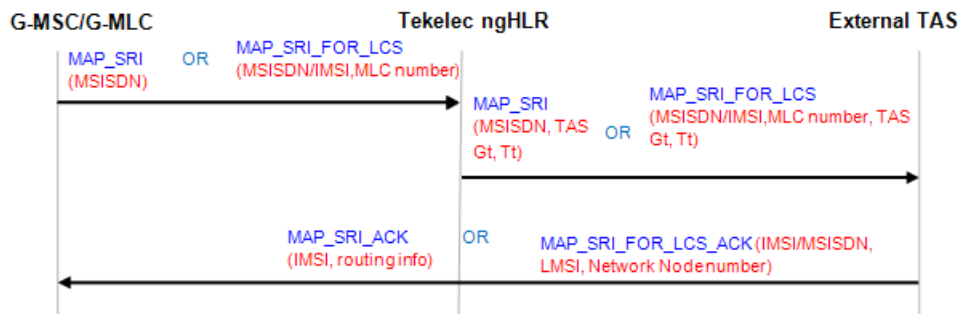 G-MSC/G-MLC Tekelec ngHLR External TAS
MAP_SRI
(MSISDN)
OR
MAP_SRI_FOR_LCS
(MSISDN/IMSI,MLC number)
MAP_SRI
(MSISDN, TAS
Gt, Tt)
OR
MAP_SRI_FOR_LCS
(MSISDN/IMSI,MLC number, TAS
Gt, Tt)
MAP_SRI_ACK
(IMSI, routing info)
OR
MAP_SRI_FOR_LCS_ACK(IMSI/MSISDN,
LMSI, Network Node number)